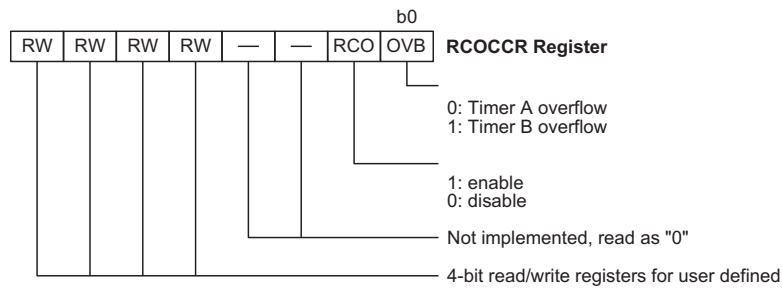 b0
RW RW RW RW — — RCO OVB RCOCCR Register
0: Timer A overflow
1: Timer B overflow
1: enable
0: disable
Not implemented, read as "0"
4-bit read/write registers for user defined